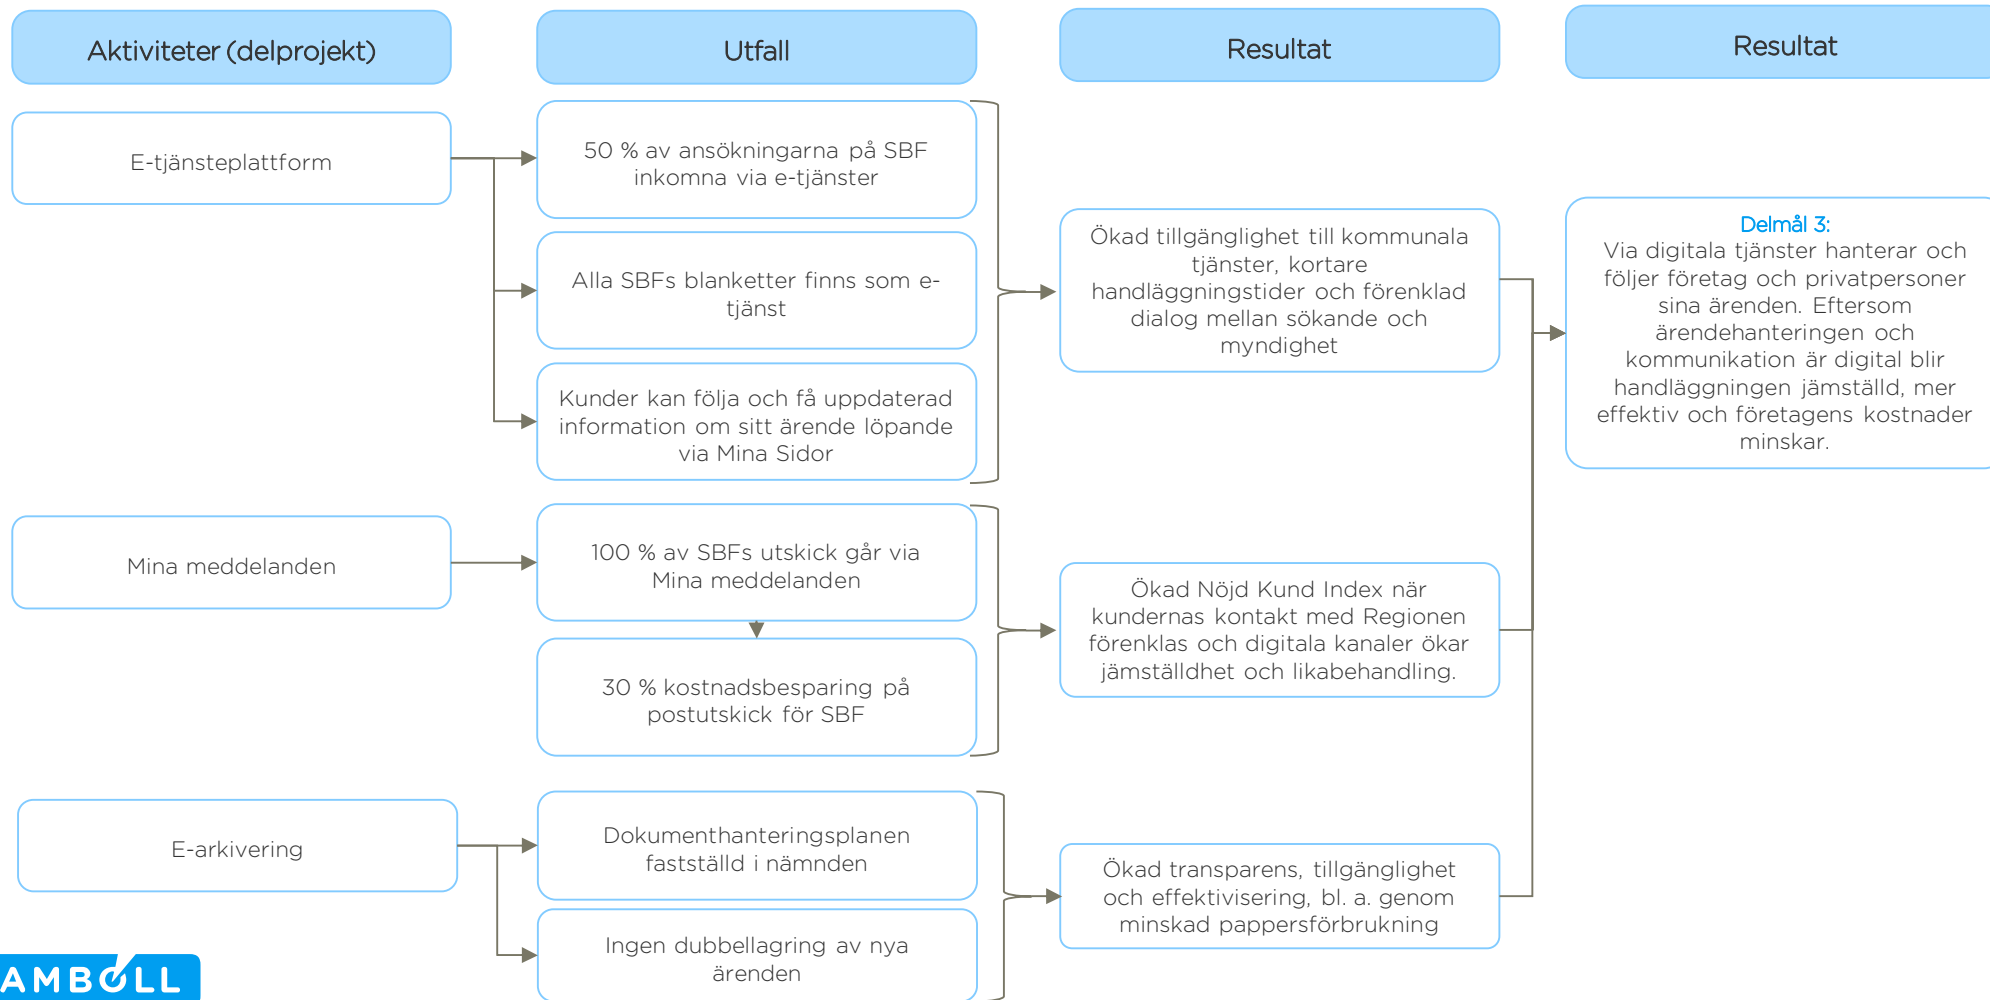 Aktiviteter (delprojekt)
Utfall
Resultat
Resultat
E-tjänsteplattform
50 % av ansökningarna på SBF
inkomna via e-tjänster
Alla SBFs blanketter finns som e-
tjänst
Kunder kan följa och få uppdaterad
information om sitt ärende löpande
via Mina Sidor
Ökad tillgänglighet till kommunala
tjänster, kortare
handläggningstider och förenklad
dialog mellan sökande och
myndighet
Delmål 3:
Via digitala tjänster hanterar och
följer företag och privatpersoner
sina ärenden. Eftersom
ärendehanteringen och
kommunikation är digital blir
handläggningen jämställd, mer
effektiv och företagens kostnader
minskar.
Mina meddelanden
100 % av SBFs utskick går via
Mina meddelanden
30 % kostnadsbesparing på
postutskick för SBF
Ökad Nöjd Kund Index när
kundernas kontakt med Regionen
förenklas och digitala kanaler ökar
jämställdhet och likabehandling.
E-arkivering
Dokumenthanteringsplanen
fastställd i nämnden
Ingen dubbellagring av nya
ärenden
Ökad transparens, tillgänglighet
och effektivisering, bl. a. genom
minskad pappersförbrukning
AMBOLL